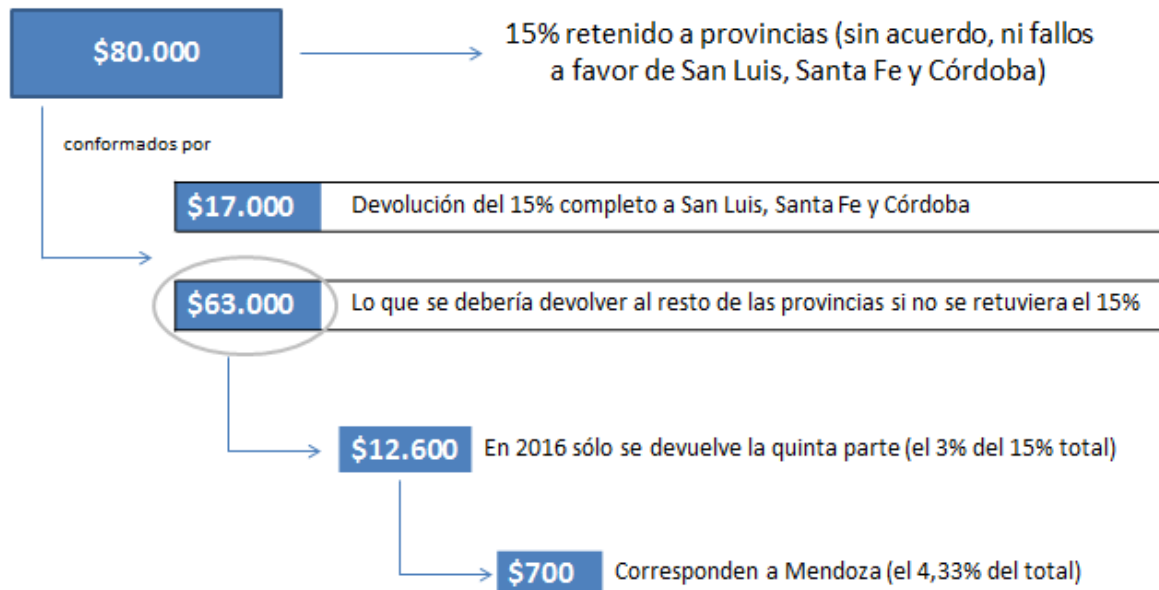 $80.000
15% retenido a provincias (sin acuerdo, ni fallos
a favor de San Luis, Santa Fe y Córdoba)
conformados por
$17.000 Devolución del 15% completo a San Luis, Santa Fe y Córdoba
$63.000 Lo que se debería devolver al resto de las provincias si no se retuviera el 15%
$12.600 En 2016 sólo se devuelve la quinta parte (el 3% del 15% total)
$700 Corresponden a Mendoza (el 4,33% del total)